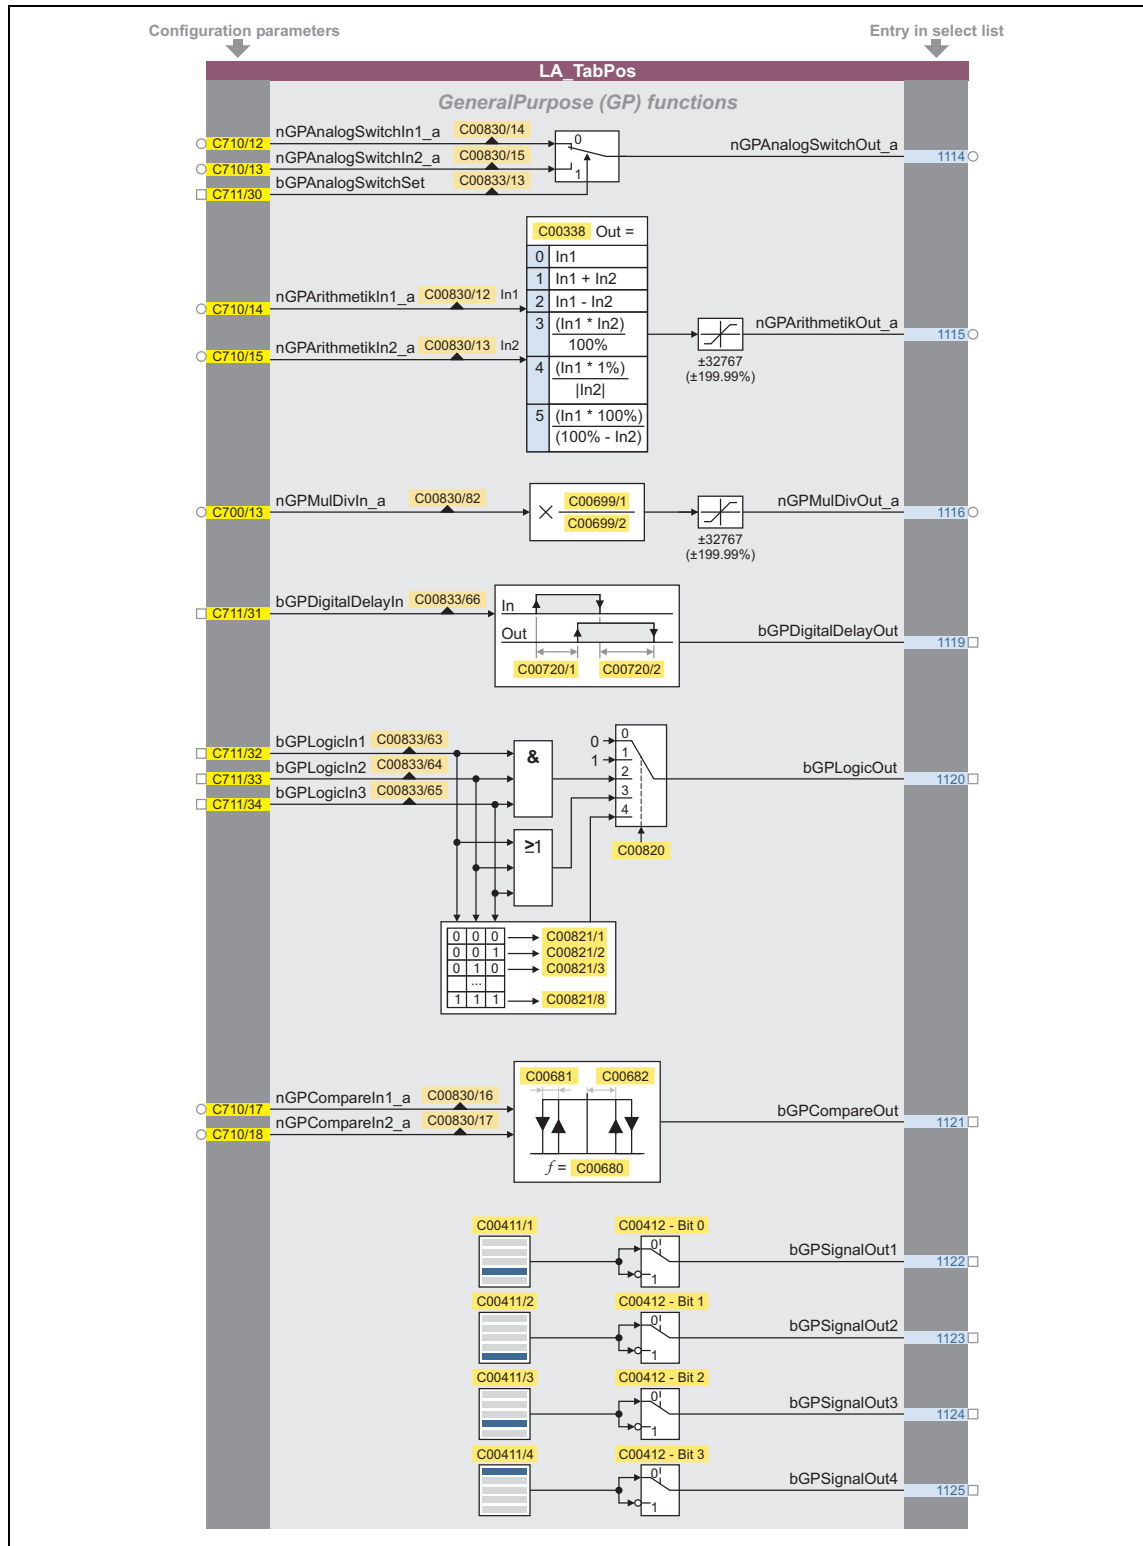 Configuration parameters
Entry in select list
LA_TabPos
GeneralPurpose (GP) functions
nGPAnalogSwitchIn1_a C00830/14
C710/12
0
nGPAnalogSwitchOut_a
1114
nGPAnalogSwitchIn2_a C00830/15
C710/13
1
bGPAnalogSwitchSet C00833/13
C711/30
C00338 Out =
0 In1
1 In1 + In2
2 In1 - In2
3 (In1 * In2)
100%
4 (In1 * 1%)
|In2|
5 (In1 * 100%)
(100% - In2)
nGPArithmetikIn1_a C00830/12 In1
C710/14
nGPArithmetikIn2_a C00830/13 In2
C710/15
nGPArithmetikOut_a
1115
±32767
(±199.99%)
nGPMulDivIn_a C00830/82
C700/13
× C00699/1
C00699/2
nGPMulDivOut_a
1116
±32767
(±199.99%)
bGPDigitalDelayIn C00833/66
C711/31
In
Out
C00720/1 C00720/2
bGPDigitalDelayOut
1119
bGPLogicIn1 C00833/63
C711/32
bGPLogicIn2 C00833/64
C711/33
bGPLogicIn3 C00833/65
C711/34
&
≥1
0 0
1 1
2
3
4
C00820
bGPLogicOut
1120
0 0 0 C00821/1
0 0 1 C00821/2
0 1 0 C00821/3
...
1 1 1 C00821/8
C00681 C00682
nGPCompareIn1_a C00830/16
C710/17
nGPCompareIn2_a C00830/17
C710/18
f = C00680
bGPCompareOut
1121
C00411/1 C00412 - Bit 0
0
1
bGPSignalOut1
1122
C00411/2 C00412 - Bit 1
0
1
bGPSignalOut2
1123
C00411/3 C00412 - Bit 2
0
1
bGPSignalOut3
1124
C00411/4 C00412 - Bit 3
0
1
bGPSignalOut4
1125